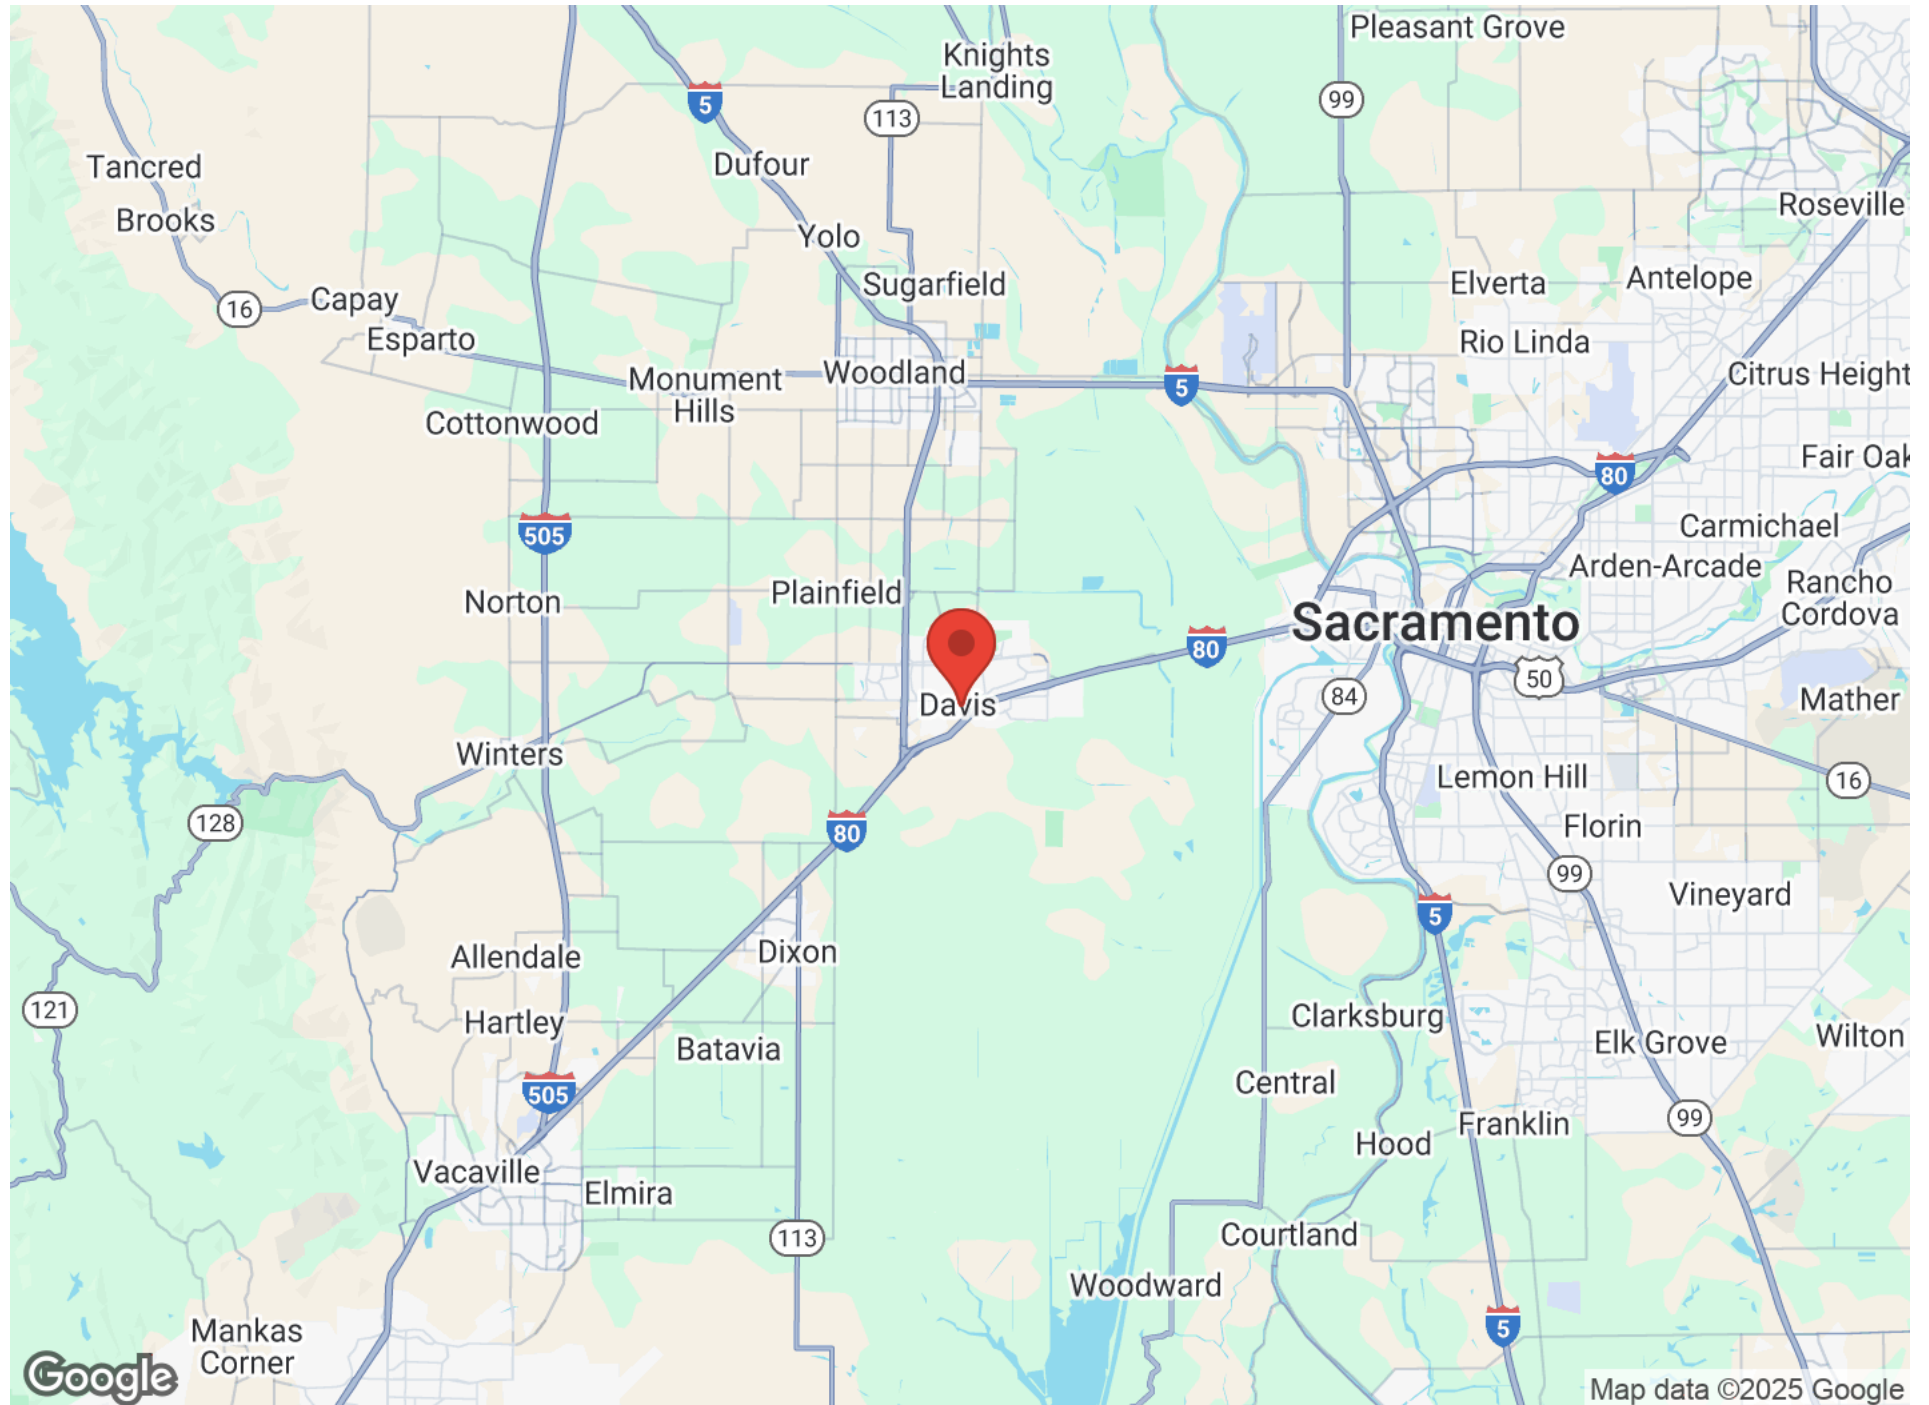 Pleasant Grove
Knights
Landing
99
5
113
Tancred
Dufour
Brooks
Roseville
Yolo
Sugarfield
Elverta
Antelope
16
Capay
Esparto
Rio Linda
Monument
Hills
Woodland
5
Citrus Height
Cottonwood
Fair Oak
80
505
Carmichael
Arden-Arcade
Rancho
Cordova
Norton
Plainfield
Sacramento
80
50
84
Davis
Mather
Winters
Lemon Hill
16
128
80
Florin
99
Vineyard
5
Allendale
Dixon
121
Hartley
Clarksburg
Batavia
Elk Grove
Wilton
505
Central
Franklin
99
Hood
Vacaville
Elmira
113
Courtland
Woodward
Mankas
Corner
5
Google
Map data ©2025 Google